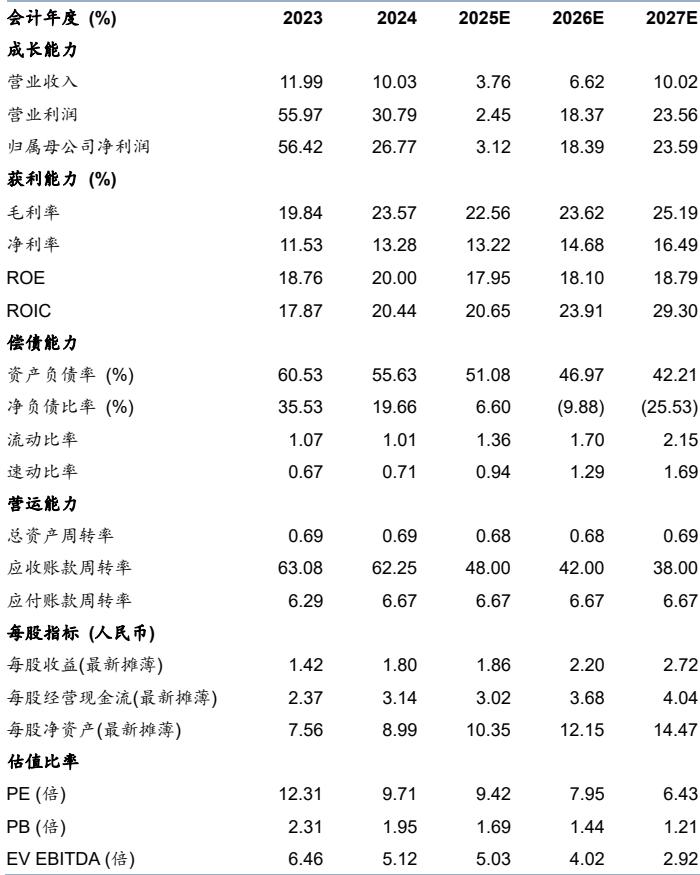 会计年度 (%) 2023 2024 2025E 2026E 2027E
成长能力
营业收入 11.99 10.03 3.76 6.62 10.02
营业利润 55.97 30.79 2.45 18.37 23.56
归属母公司净利润 56.42 26.77 3.12 18.39 23.59
获利能力 (%)
毛利率 19.84 23.57 22.56 23.62 25.19
净利率 11.53 13.28 13.22 14.68 16.49
ROE 18.76 20.00 17.95 18.10 18.79
ROIC 17.87 20.44 20.65 23.91 29.30
偿债能力
资产负债率 (%) 60.53 55.63 51.08 46.97 42.21
净负债比率 (%) 35.53 19.66 6.60 (9.88) (25.53)
流动比率 1.07 1.01 1.36 1.70 2.15
速动比率 0.67 0.71 0.94 1.29 1.69
营运能力
总资产周转率 0.69 0.69 0.68 0.68 0.69
应收账款周转率 63.08 62.25 48.00 42.00 38.00
应付账款周转率 6.29 6.67 6.67 6.67 6.67
每股指标 (人民币)
每股收益(最新摊薄) 1.42 1.80 1.86 2.20 2.72
每股经营现金流(最新摊薄) 2.37 3.14 3.02 3.68 4.04
每股净资产(最新摊薄) 7.56 8.99 10.35 12.15 14.47
估值比率
PE (倍) 12.31 9.71 9.42 7.95 6.43
PB (倍) 2.31 1.95 1.69 1.44 1.21
EV EBITDA (倍) 6.46 5.12 5.03 4.02 2.92